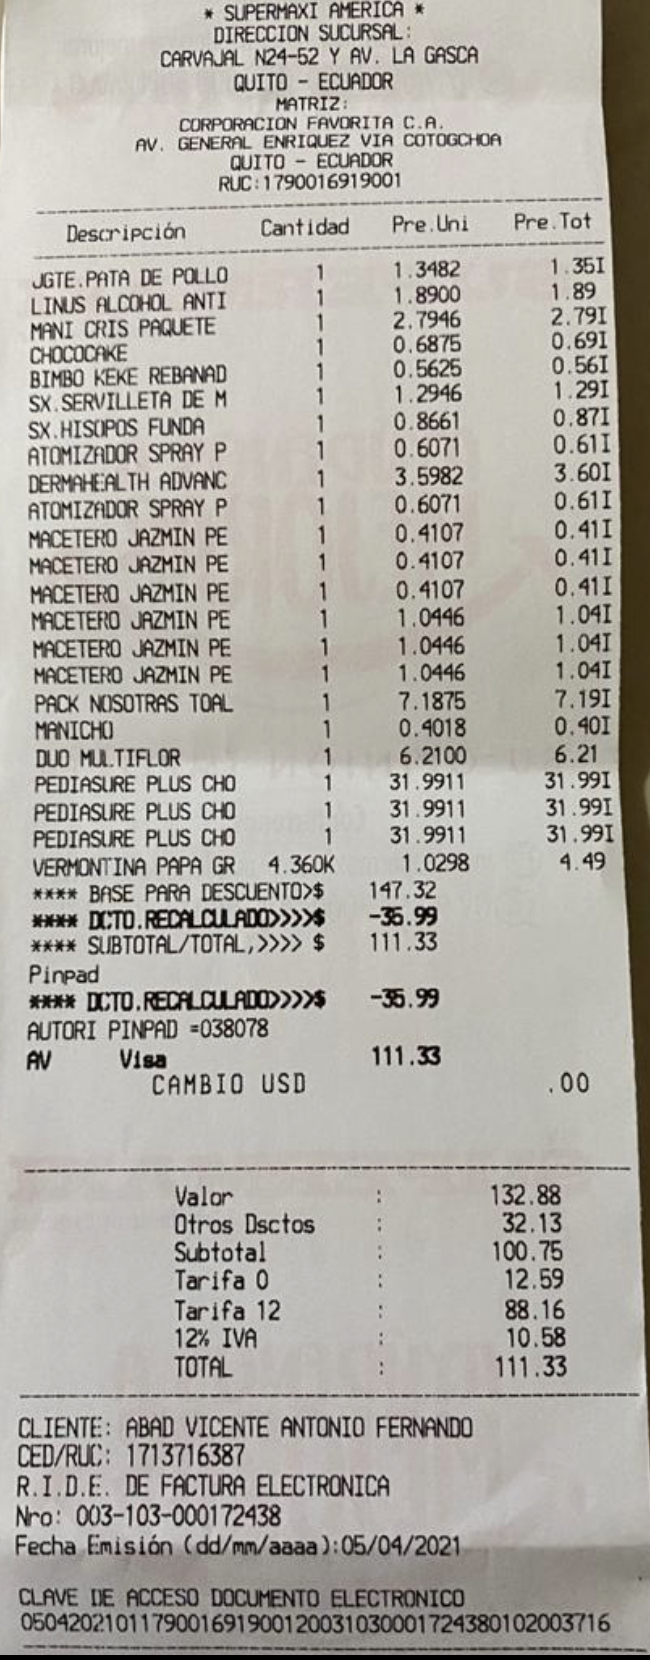 * SUPERMAXI AMERICA *
DIRECCION SUCURSAL:
CARVAJAL N24-52 Y AV. LA GASCA
QUITO - ECUADOR
MATRIZ:
CORPORACION FAVORITA C.A.
AV. GENERAL ENRIQUEZ VIA COTOGCHOA
QUITO - ECUADOR
RUC:1790016919001
Descripción Cantidad Pre.Uni Pre.Tot
JGTE.PATA DE POLLO 1 1.3482 1.35I
LINUS ALCOHOL ANTI 1 1.8900 1.89
MANI CRIS PAQUETE 1 2.7946 2.79I
CHOCOCAKE 1 0.6875 0.69I
BIMBO KEKE REBANAD 1 0.5625 0.56I
SX.SERVILLETA DE M 1 1.2946 1.29I
SX.HISOPOS FUNDA 1 0.8661 0.87I
ATOMIZADOR SPRAY P 1 0.6071 0.61I
DERMAHEALTH ADVANC 1 3.5982 3.60I
ATOMIZADOR SPRAY P 1 0.6071 0.61I
MACETERO JAZMIN PE 1 0.4107 0.41I
MACETERO JAZMIN PE 1 0.4107 0.41I
MACETERO JAZMIN PE 1 0.4107 0.41I
MACETERO JAZMIN PE 1 1.0446 1.04I
MACETERO JAZMIN PE 1 1.0446 1.04I
MACETERO JAZMIN PE 1 1.0446 1.04I
PACK NOSOTRAS TOAL 1 7.1875 7.19I
MANICHO 1 0.4018 0.40I
DUO MULTIFLOR 1 6.2100 6.21
PEDIASURE PLUS CHO 1 31.9911 31.99I
PEDIASURE PLUS CHO 1 31.9911 31.99I
PEDIASURE PLUS CHO 1 31.9911 31.99I
VERMONTINA PAPA GR 4.360K 1.0298 4.49
**** BASE PARA DESCUENTO>$ 147.32
**** DCTO.RECALCULADO>>>>$ -35.99
**** SUBTOTAL/TOTAL,>>>> $ 111.33
Pinpad
**** DCTO.RECALCULADO>>>>$ -35.99
AUTORI PINPAD =038078
AV Visa 111.33
CAMBIO USD .00
Valor : 132.88
Otros Dsctos : 32.13
Subtotal : 100.75
Tarifa 0 : 12.59
Tarifa 12 : 88.16
12% IVA : 10.58
TOTAL : 111.33
CLIENTE: ABAD VICENTE ANTONIO FERNANDO
CED/RUC: 1713716387
R.I.D.E. DE FACTURA ELECTRONICA
Nro: 003-103-000172438
Fecha Emisión (dd/mm/aaaa):05/04/2021
CLAVE DE ACCESO DOCUMENTO ELECTRONICO
0504202101179001691900120031030001724380102003716